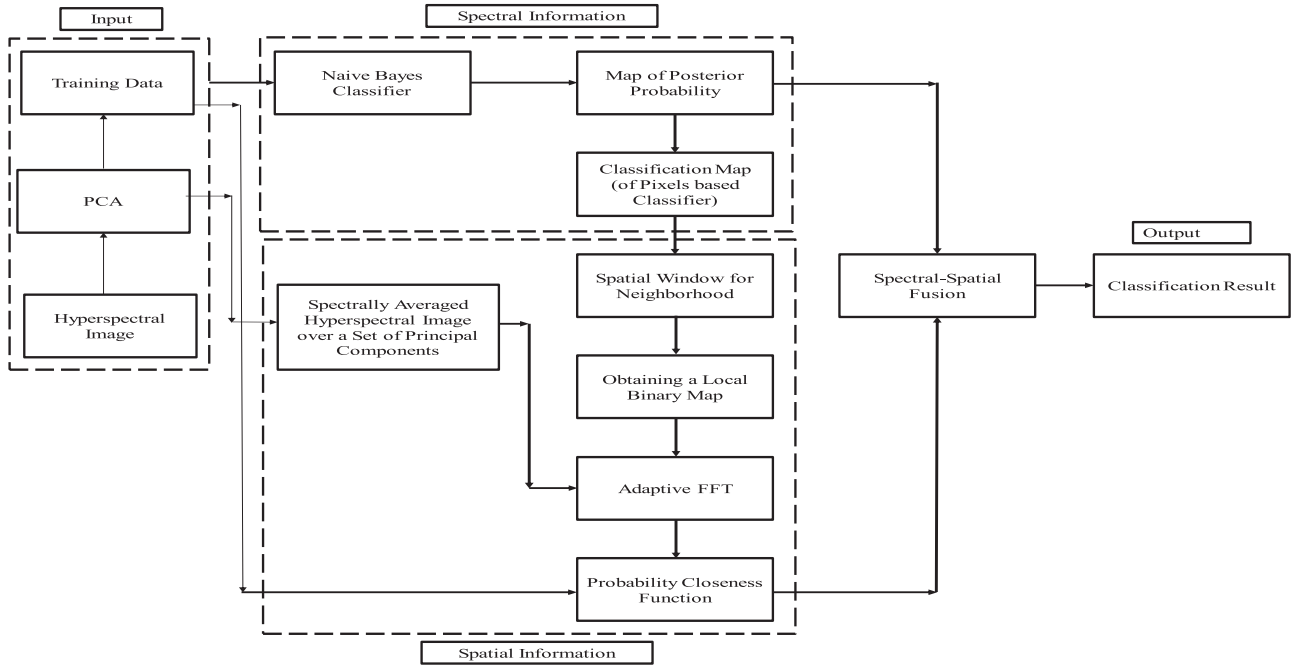 Input
Spectral Information
Training Data
Naive Bayes
Classifier
Map of Posterior
Probability
PCA
Classification Map
(of Pixels based
Classifier)
Output
Hyperspectral
Image
Spectrally Averaged
Hyperspectral Image
over a Set of Principal
Components
Spatial Window for
Neighborhood
Spectral-Spatial
Fusion
Classification Result
Obtaining a Local
Binary Map
Adaptive FFT
Probability Closeness
Function
Spatial Information